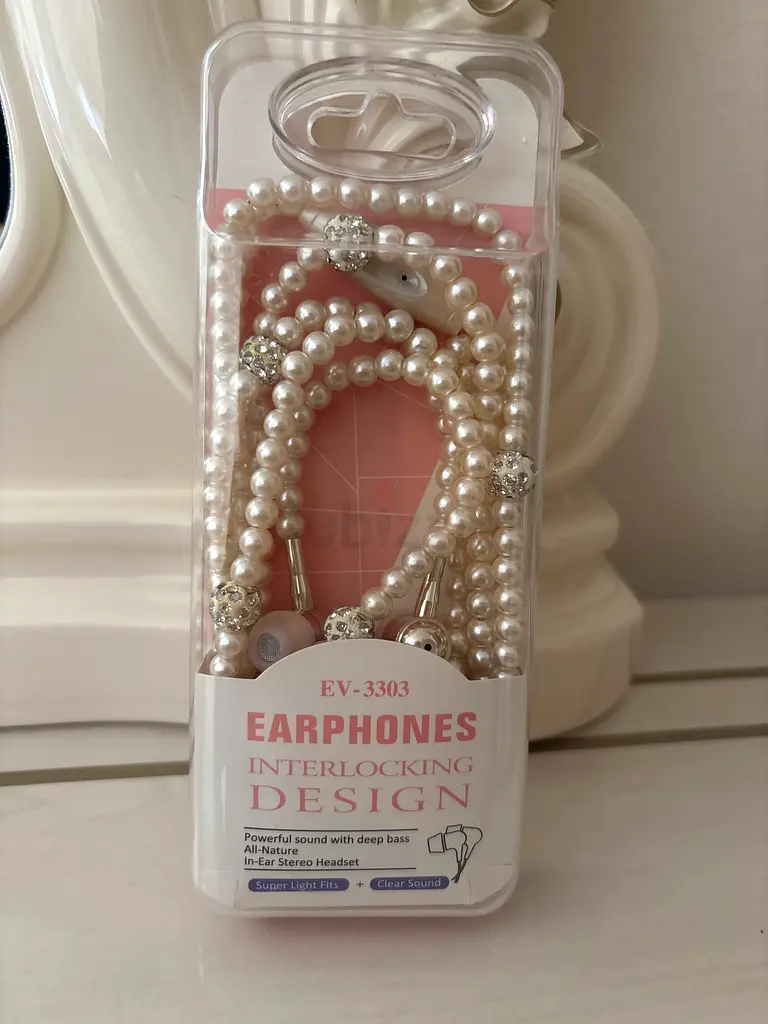 EV-3303
EARPHONES
INTERLOCKING
DESIGN
Powerful sound with deep bass
All-Nature
In-Ear Stereo Headset
Super Light Fits + Clear Sound